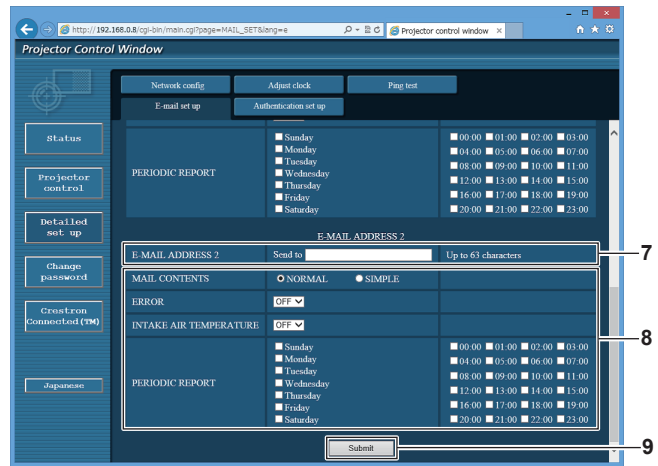 http://192.168.0.8/cgi-bin/main.cgi?page=MAIL_SET&lang=e
Projector control window
Projector Control Window
Network config Adjust clock Ping test
E-mail set up Authentication set up
Status
Projector
control
Detailed
set up
Change
password
Crestron
Connected(TM)
Japanese
PERIODIC REPORT
Sunday
Monday
Tuesday
Wednesday
Thursday
Friday
Saturday
00:00 01:00 02:00 03:00
04:00 05:00 06:00 07:00
08:00 09:00 10:00 11:00
12:00 13:00 14:00 15:00
16:00 17:00 18:00 19:00
20:00 21:00 22:00 23:00
E-MAIL ADDRESS 2
E-MAIL ADDRESS 2 Send to Up to 63 characters
7
MAIL CONTENTS NORMAL SIMPLE
ERROR OFF
INTAKE AIR TEMPERATURE OFF
8
PERIODIC REPORT
Sunday
Monday
Tuesday
Wednesday
Thursday
Friday
Saturday
00:00 01:00 02:00 03:00
04:00 05:00 06:00 07:00
08:00 09:00 10:00 11:00
12:00 13:00 14:00 15:00
16:00 17:00 18:00 19:00
20:00 21:00 22:00 23:00
Submit
9